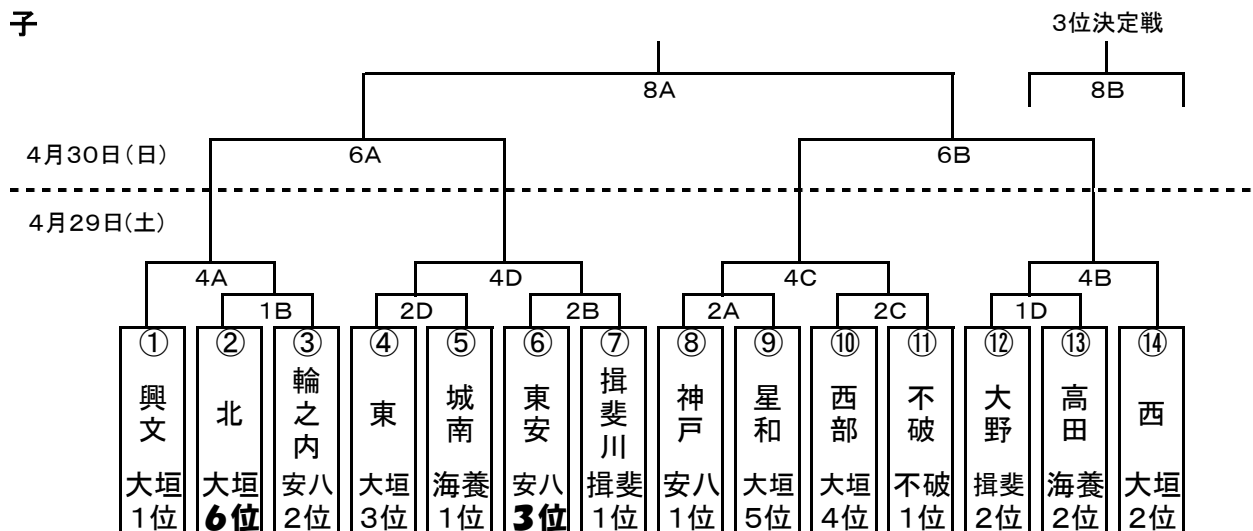 子
3位決定戦
8A
8B
4月30日(日)
6A
6B
4月29日(土)
4A
4D
4C
4B
1B
2D
2B
2A
2C
1D
① ② ③ ④ ⑤ ⑥ ⑦ ⑧ ⑨ ⑩ ⑪ ⑫ ⑬ ⑭
興文 北 輪之内 東 城南 東安 揖斐川 神戸 星和 西部 不破 大野 高田 西
大垣 大垣 安八 大垣 海養 安八 揖斐 安八 大垣 大垣 不破 揖斐 海養 大垣
1位 6位 2位 3位 1位 3位 1位 1位 5位 4位 1位 2位 2位 2位